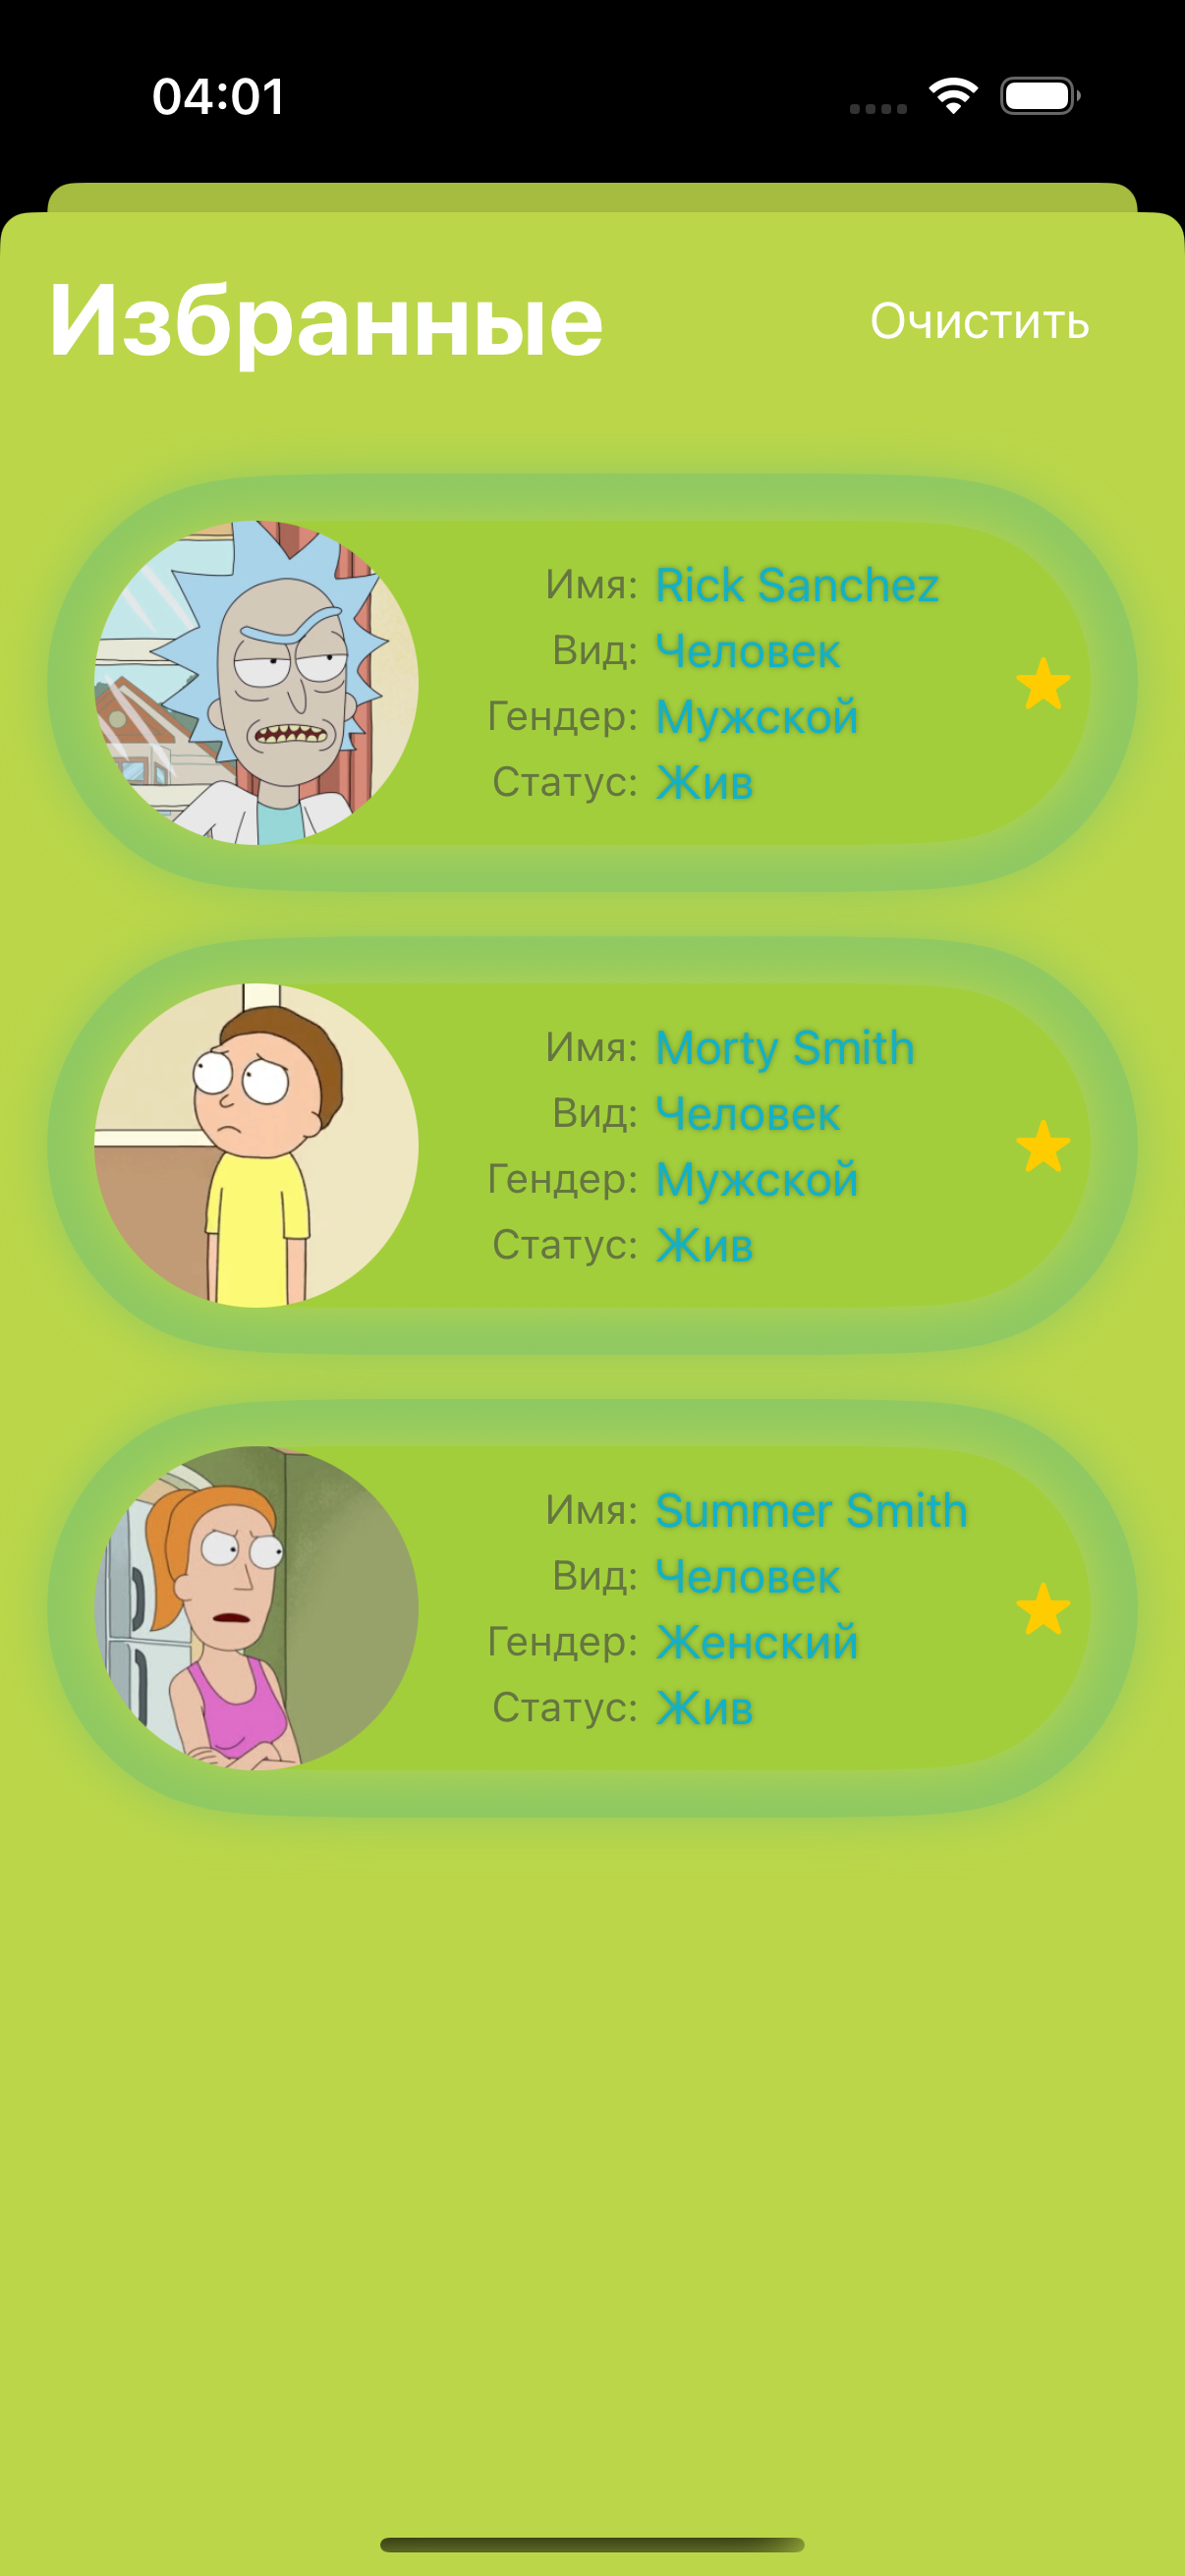 04:01
Избранные
Очистить
Имя: Rick Sanchez
Вид: Человек
Гендер: Мужской
Статус: Жив
Имя: Morty Smith
Вид: Человек
Гендер: Мужской
Статус: Жив
Имя: Summer Smith
Вид: Человек
Гендер: Женский
Статус: Жив